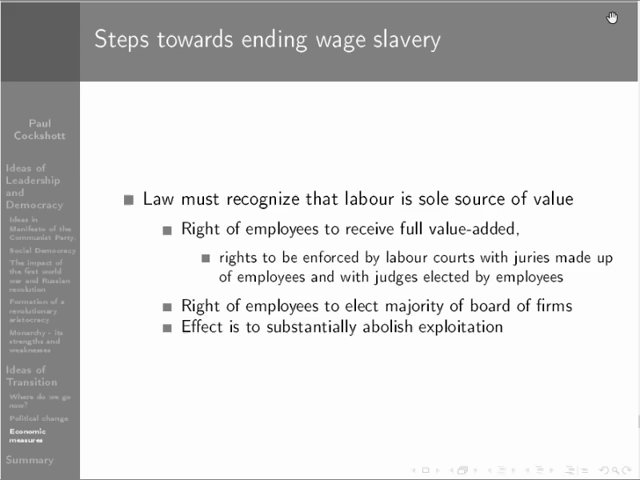 Steps towards ending wage slavery
Paul
Cockshott
Ideas of
Leadership
and
Democracy
Ideas in
Manifesto of the
Communist Party.
Social Democracy
The impact of
the first world
war and Russian
revolution
Formation of a
revolutionary
aristocracy
Monarchy - its
strengths and
weaknesses
Ideas of
Transition
Where do we go
now?
Political change
Economic
measures
Summary
Law must recognize that labour is sole source of value
Right of employees to receive full value-added,
rights to be enforced by labour courts with juries made up
of employees and with judges elected by employees
Right of employees to elect majority of board of firms
Effect is to substantially abolish exploitation